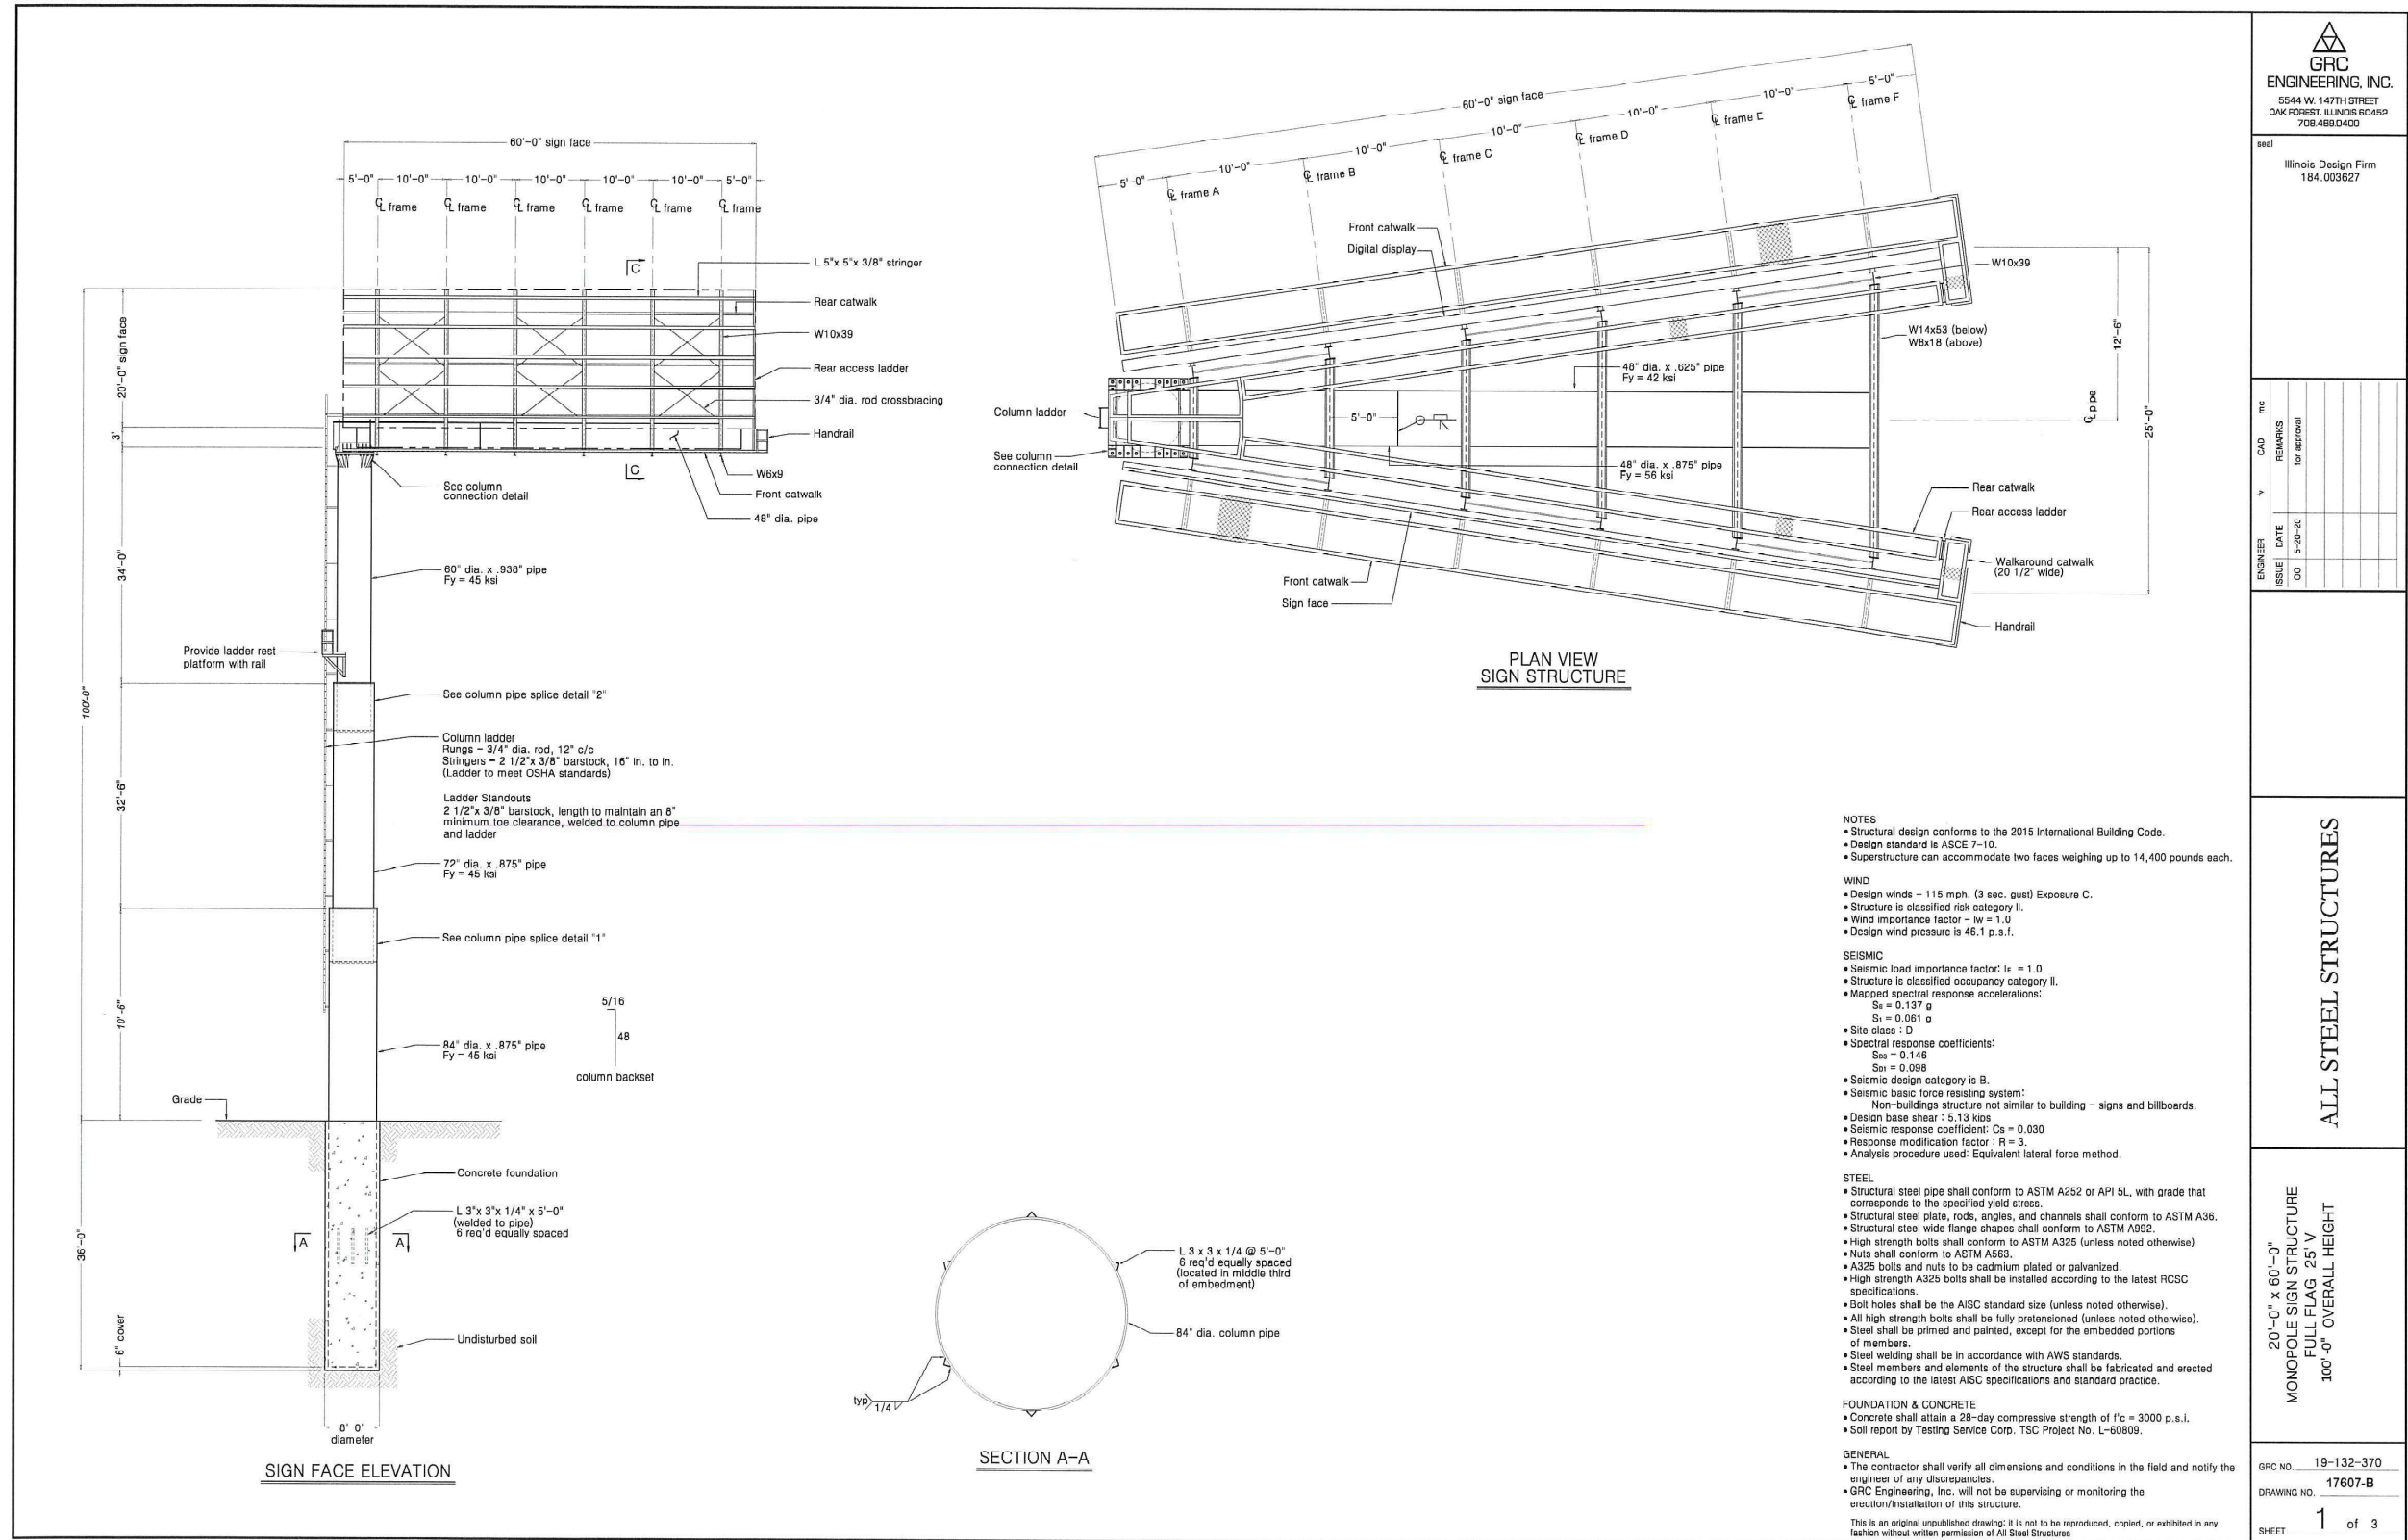 60'-0" sign face
5'-0" 10'-0" 10'-0" 10'-0" 10'-0" 10'-0" 5'-0"
℄ frame ℄ frame ℄ frame ℄ frame ℄ frame ℄ frame
C
L 5"x 5"x 3/8" stringer
Rear catwalk
W10x39
Rear access ladder
3/4" dia. rod crossbracing
Handrail
C
W6x9
Front catwalk
48" dia. pipe
See column
connection detail
60" dia. x .938" pipe
Fy = 45 ksi
Provide ladder rest
platform with rail
See column pipe splice detail "2"
Column ladder
Rungs - 3/4" dia. rod, 12" c/c
Stringers - 2 1/2"x 3/8" barstock, 16" in. to in.
(Ladder to meet OSHA standards)
Ladder Standouts
2 1/2"x 3/8" barstock, length to maintain an 8"
minimum toe clearance, welded to column pipe
and ladder
72" dia. x .875" pipe
Fy = 45 ksi
See column pipe splice detail "1"
84" dia. x .875" pipe
Fy = 45 ksi
5/16
48
column backset
Grade
Concrete foundation
L 3"x 3"x 1/4" x 5'-0"
(welded to pipe)
6 req'd equally spaced
A A
Undisturbed soil
diameter
100'-0"
20'-0" sign face
3'
34'-0"
32'-6"
36'-0"
6" cover
SIGN FACE ELEVATION
60'-0" sign face
5'-0" 10'-0" 10'-0" 10'-0" 10'-0" 10'-0" 5'-0"
℄ frame A
℄ frame B
℄ frame C
℄ frame D
℄ frame E
℄ frame F
Front catwalk
Digital display
W10x39
W14x53 (below)
W8x18 (above)
48" dia. x .625" pipe
Fy = 42 ksi
Column ladder
5'-0"
See column
connection detail
48" dia. x .875" pipe
Fy = 56 ksi
Rear catwalk
Rear access ladder
Walkaround catwalk
(20 1/2" wide)
Front catwalk
Sign face
Handrail
12'-6"
℄ pipe
25'-0"
PLAN VIEW
SIGN STRUCTURE
L 3 x 3 x 1/4 @ 5'-0"
6 req'd equally spaced
(located in middle third
of embedment)
84" dia. column pipe
typ 1/4
SECTION A-A
NOTES
• Structural design conforms to the 2015 International Building Code.
• Design standard is ASCE 7-10.
• Superstructure can accommodate two faces weighing up to 14,400 pounds each.
WIND
• Design winds - 115 mph. (3 sec. gust) Exposure C.
• Structure is classified risk category II.
• Wind importance factor - Iw = 1.0
• Design wind pressure is 46.1 p.s.f.
SEISMIC
• Seismic load importance factor: IE = 1.0
• Structure is classified occupancy category II.
• Mapped spectral response accelerations:
Ss = 0.137 g
S1 = 0.061 g
• Site class : D
• Spectral response coefficients:
SDS = 0.146
SD1 = 0.098
• Seismic design category is B.
• Seismic basic force resisting system:
Non-buildings structure not similar to building - signs and billboards.
• Design base shear : 5.13 kips
• Seismic response coefficient: Cs = 0.030
• Response modification factor : R = 3.
• Analysis procedure used: Equivalent lateral force method.
STEEL
• Structural steel pipe shall conform to ASTM A252 or API 5L, with grade that
corresponds to the specified yield stress.
• Structural steel plate, rods, angles, and channels shall conform to ASTM A36.
• Structural steel wide flange shapes shall conform to ASTM A992.
• High strength bolts shall conform to ASTM A325 (unless noted otherwise)
• Nuts shall conform to ASTM A563.
• A325 bolts and nuts to be cadmium plated or galvanized.
• High strength A325 bolts shall be installed according to the latest RCSC
specifications.
• Bolt holes shall be the AISC standard size (unless noted otherwise).
• All high strength bolts shall be fully pretensioned (unless noted otherwise).
• Steel shall be primed and painted, except for the embedded portions
of members.
• Steel welding shall be in accordance with AWS standards.
• Steel members and elements of the structure shall be fabricated and erected
according to the latest AISC specifications and standard practice.
FOUNDATION & CONCRETE
• Concrete shall attain a 28-day compressive strength of f'c = 3000 p.s.i.
• Soil report by Testing Service Corp. TSC Project No. L-60809.
GENERAL
• The contractor shall verify all dimensions and conditions in the field and notify the
engineer of any discrepancies.
• GRC Engineering, Inc. will not be supervising or monitoring the
erection/installation of this structure.
This is an original unpublished drawing: it is not to be reproduced, copied, or exhibited in any
fashion without written permission of All Steel Structures
GRC
ENGINEERING, INC.
5544 W. 147TH STREET
OAK FOREST, ILLINOIS 60452
708.489.0400
seal
Illinois Design Firm
184.003627
ENGINEER v CAD mc
ISSUE DATE REMARKS
00 5-20-20 for approval
ALL STEEL STRUCTURES
20'-0" x 60'-0"
MONOPOLE SIGN STRUCTURE
FULL FLAG 25' V
100'-0" OVERALL HEIGHT
GRC NO. 19-132-370
DRAWING NO. 17607-B
SHEET 1 of 3